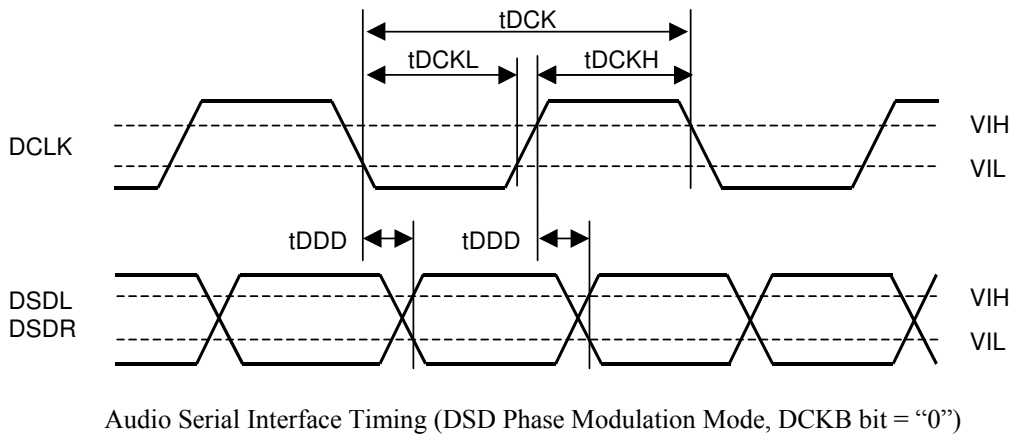 tDCK
tDCKL
tDCKH
DCLK
VIH
VIL
tDDD
tDDD
DSDL
DSDR
VIH
VIL
Audio Serial Interface Timing (DSD Phase Modulation Mode, DCKB bit = “0”)